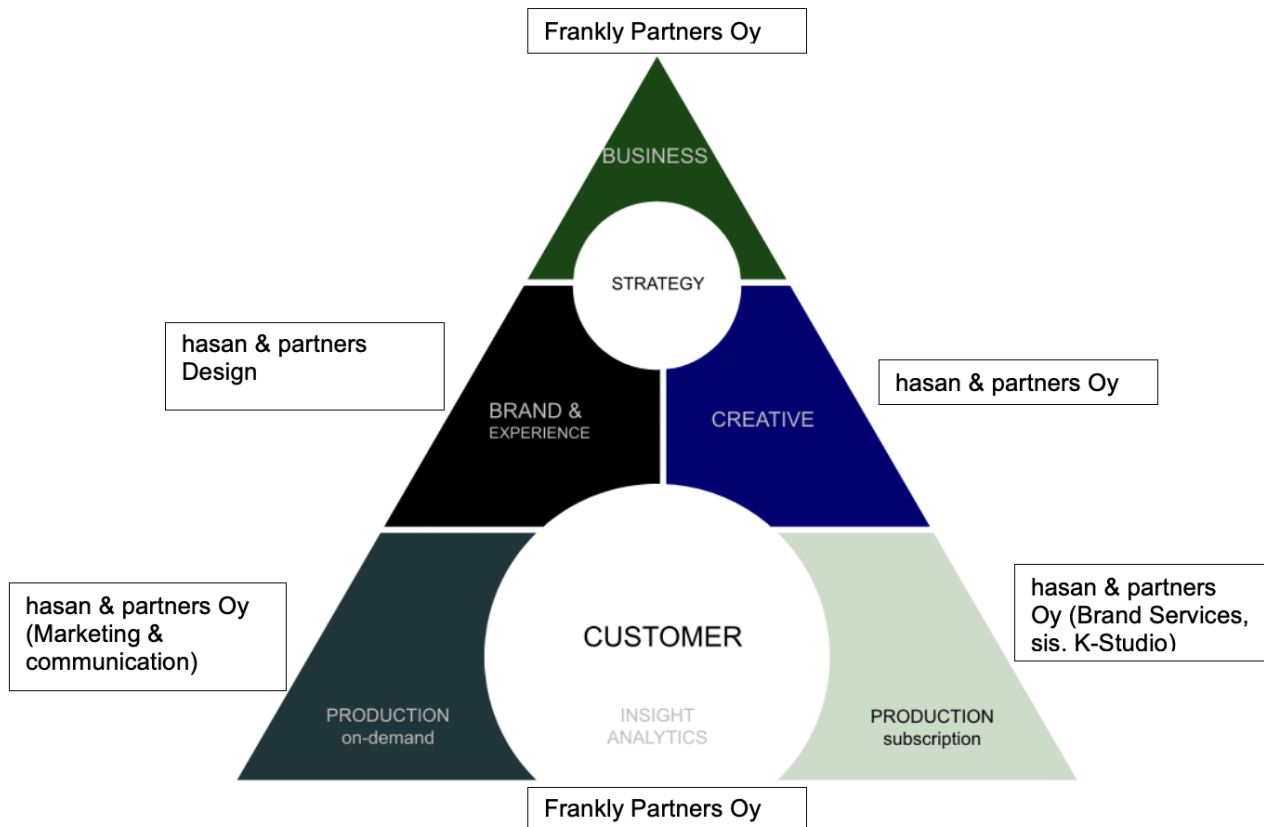 Frankly Partners Oy
BUSINESS
STRATEGY
hasan & partners
Design
hasan & partners Oy
BRAND &
EXPERIENCE
CREATIVE
hasan & partners Oy
(Marketing &
communication)
hasan & partners
Oy (Brand Services,
sis. K-Studio)
CUSTOMER
PRODUCTION
on-demand
INSIGHT
ANALYTICS
PRODUCTION
subscription
Frankly Partners Oy